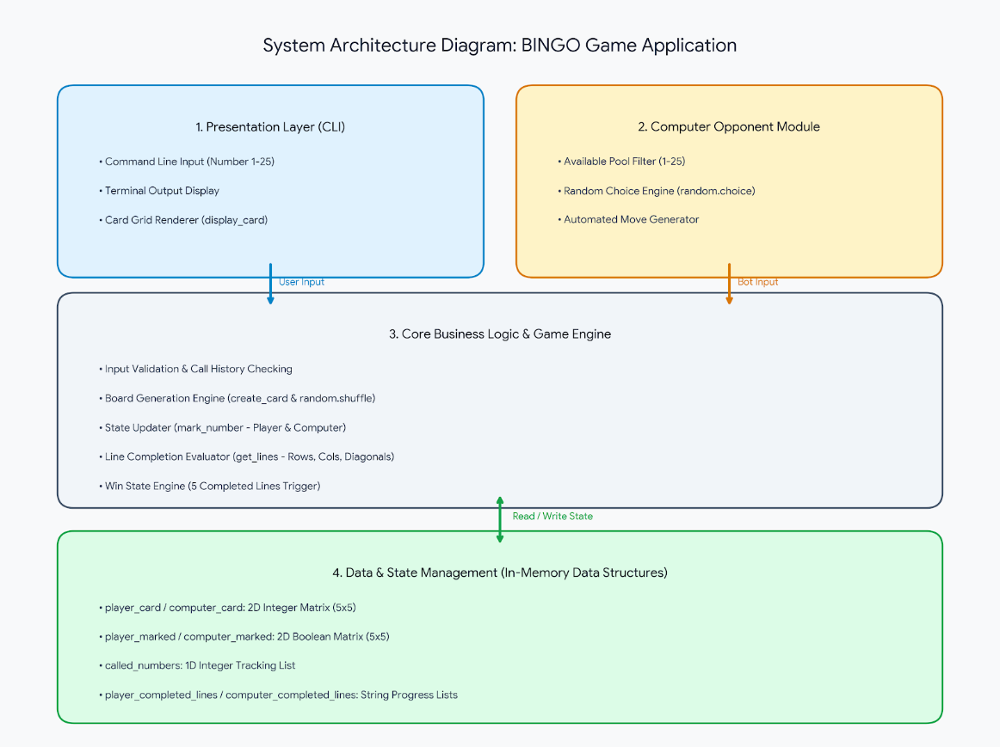 System Architecture Diagram: BINGO Game Application
1. Presentation Layer (CLI)
• Command Line Input (Number 1-25)
• Terminal Output Display
• Card Grid Renderer (display_card)
2. Computer Opponent Module
• Available Pool Filter (1-25)
• Random Choice Engine (random.choice)
• Automated Move Generator
User Input
Bot Input
3. Core Business Logic & Game Engine
• Input Validation & Call History Checking
• Board Generation Engine (create_card & random.shuffle)
• State Updater (mark_number - Player & Computer)
• Line Completion Evaluator (get_lines - Rows, Cols, Diagonals)
• Win State Engine (5 Completed Lines Trigger)
Read / Write State
4. Data & State Management (In-Memory Data Structures)
• player_card / computer_card: 2D Integer Matrix (5x5)
• player_marked / computer_marked: 2D Boolean Matrix (5x5)
• called_numbers: 1D Integer Tracking List
• player_completed_lines / computer_completed_lines: String Progress Lists